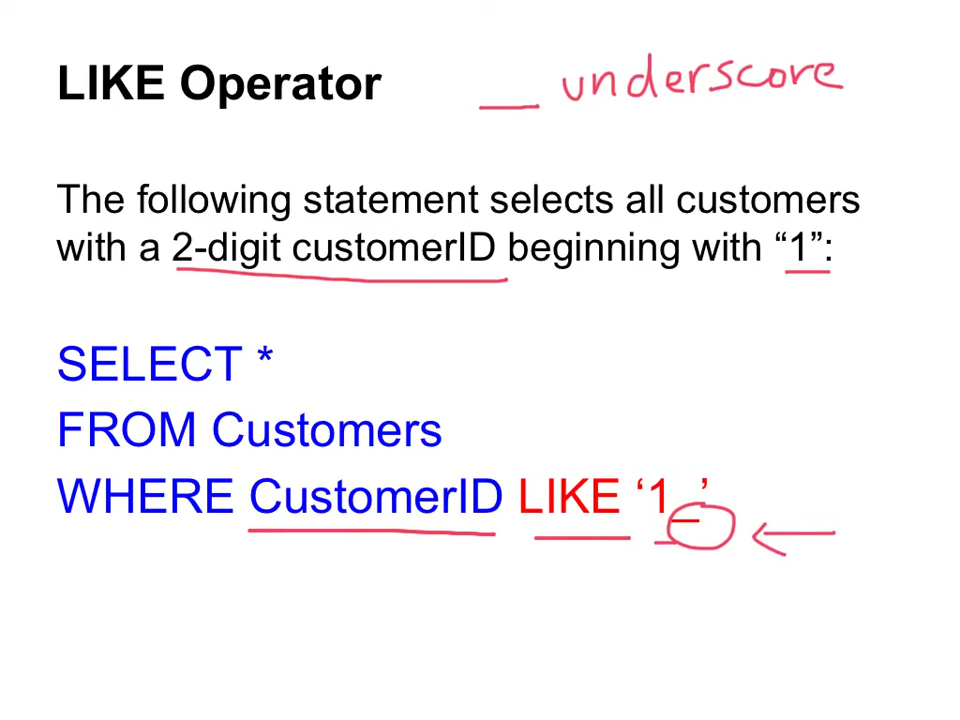 LIKE Operator __ underscore
The following statement selects all customers
with a 2-digit customerID beginning with “1”:
SELECT *
FROM Customers
WHERE CustomerID LIKE ‘1_’